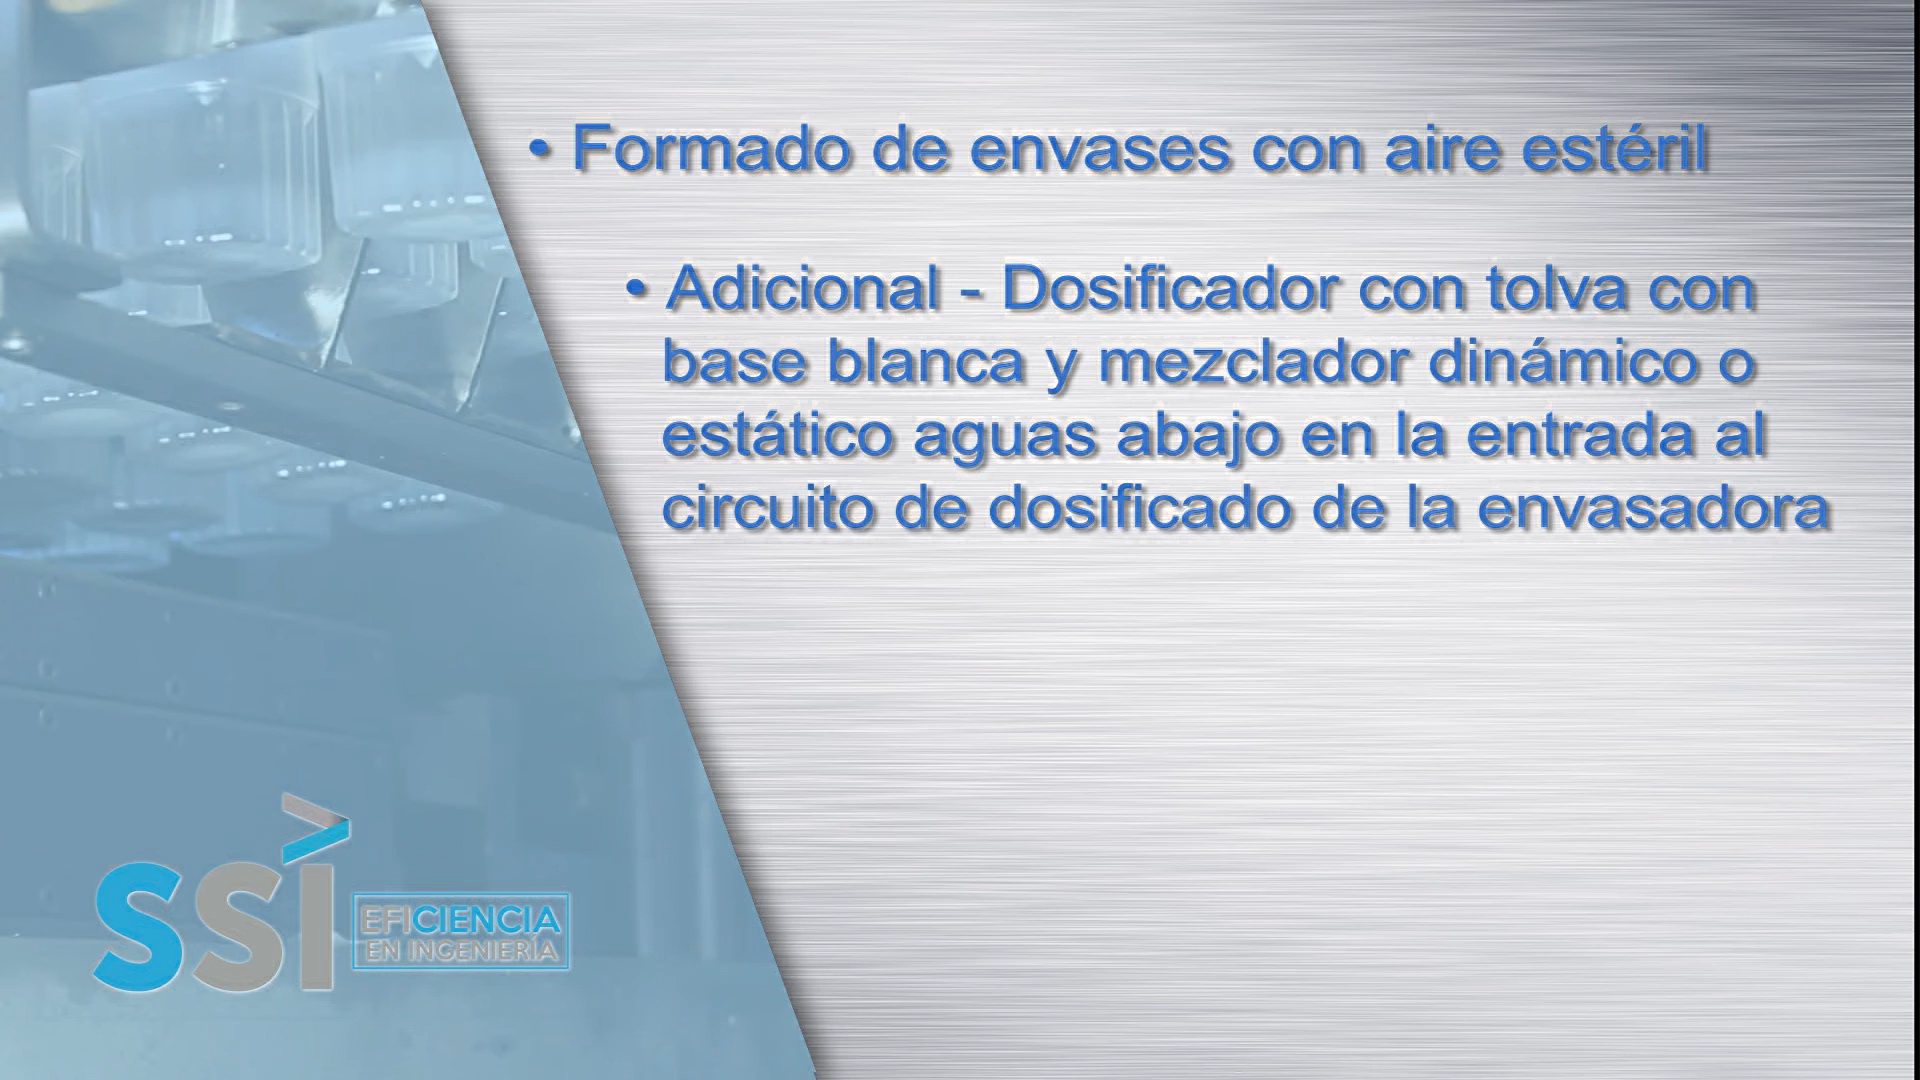 • Formado de envases con aire estéril
• Adicional - Dosificador con tolva con
base blanca y mezclador dinámico o
estático aguas abajo en la entrada al
circuito de dosificado de la envasadora
SSÌ
EFICIENCIA
EN INGENIERÍA